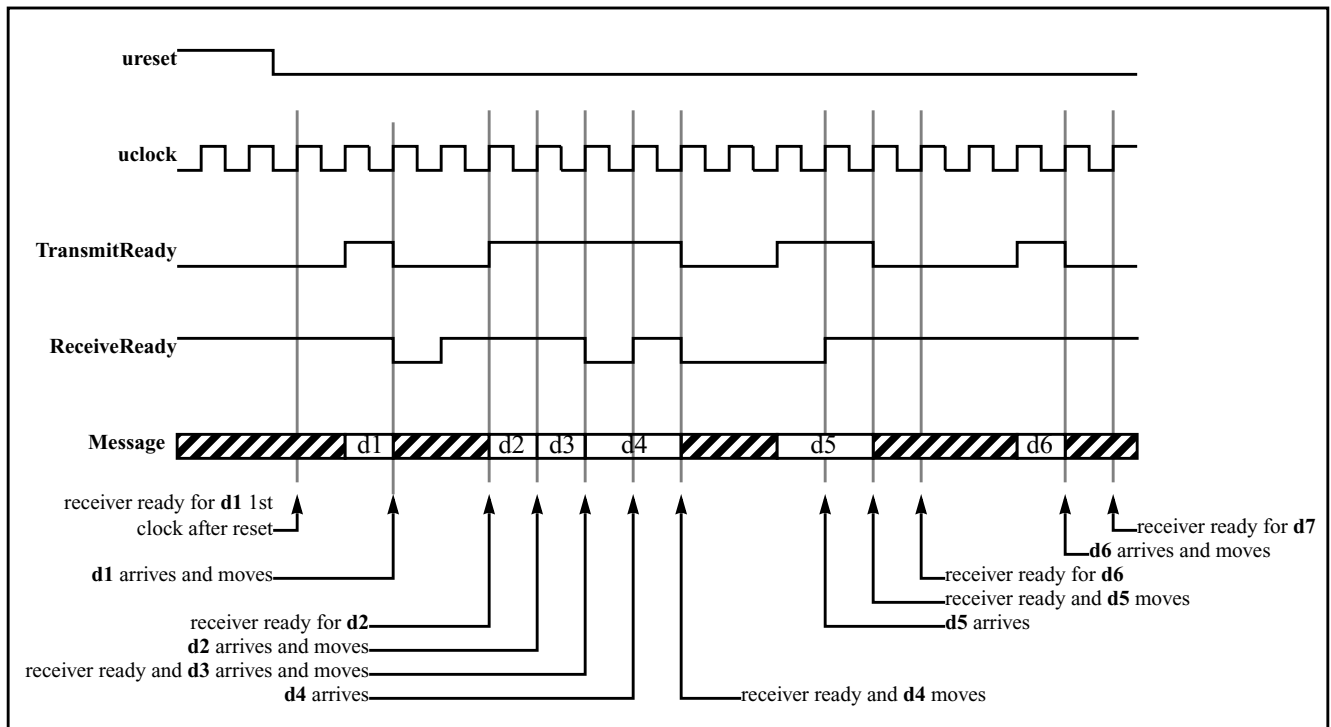 ureset
uclock
TransmitReady
ReceiveReady
Message
d1
d2
d3
d4
d5
d6
receiver ready for d1 1st
clock after reset
d1 arrives and moves
receiver ready for d2
d2 arrives and moves
receiver ready and d3 arrives and moves
d4 arrives
receiver ready and d4 moves
receiver ready for d7
d6 arrives and moves
receiver ready for d6
receiver ready and d5 moves
d5 arrives